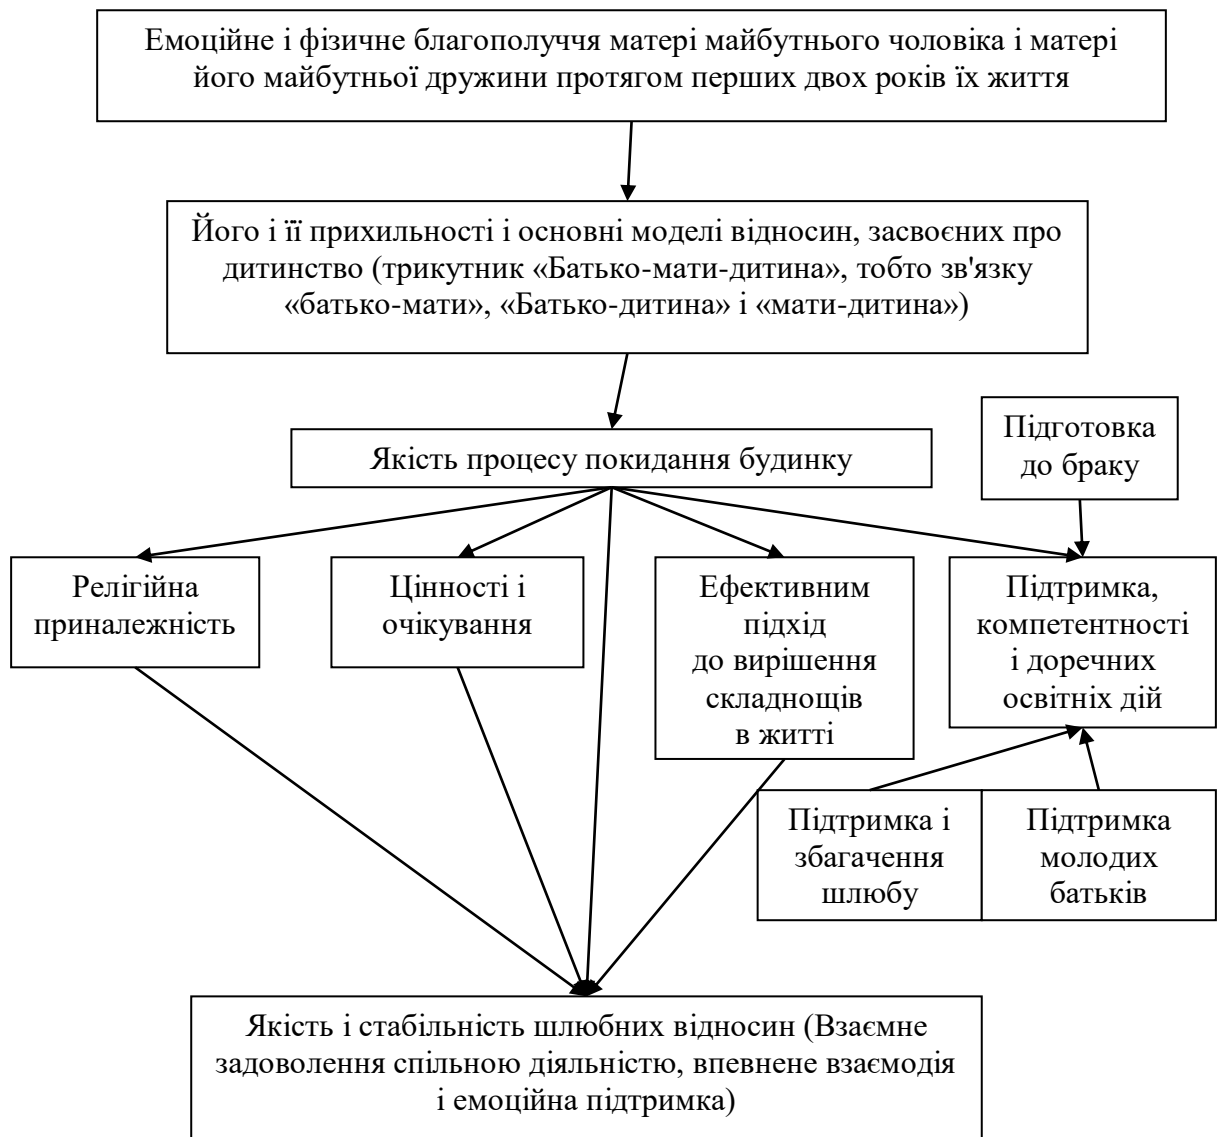 Емоційне і фізичне благополуччя матері майбутнього чоловіка і матері
його майбутньої дружини протягом перших двох років їх життя
Його і її прихильності і основні моделі відносин, засвоєних про
дитинство (трикутник «Батько-мати-дитина», тобто зв'язку
«батько-мати», «Батько-дитина» і «мати-дитина»)
Підготовка
до браку
Якість процесу покидання будинку
Релігійна
приналежність
Цінності і
очікування
Ефективним
підхід
до вирішення
складнощів
в житті
Підтримка,
компетентності
і доречних
освітніх дій
Підтримка і
збагачення
шлюбу
Підтримка
молодих
батьків
Якість і стабільність шлюбних відносин (Взаємне
задоволення спільною діяльністю, впевнене взаємодія
і емоційна підтримка)